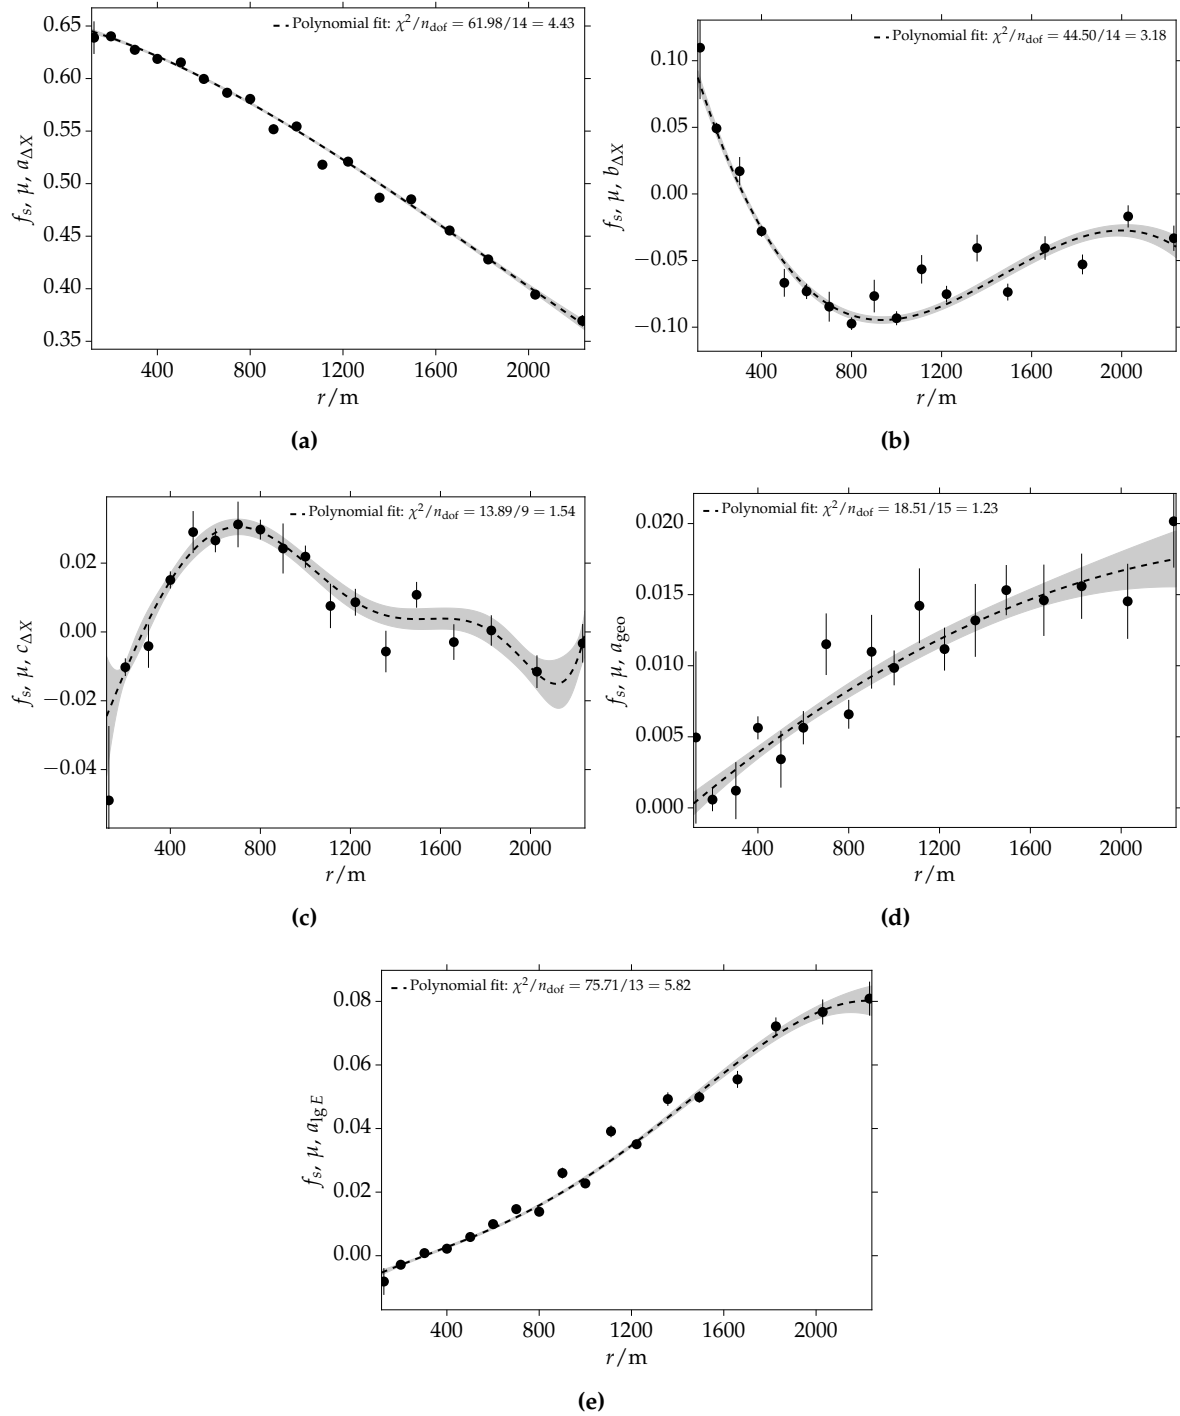 Polynomial fit: χ²/n_dof = 61.98/14 = 4.43
0.65
0.60
0.55
0.50
0.45
0.40
0.35
f_s, μ, a_ΔX
400 800 1200 1600 2000
r/m
(a)
Polynomial fit: χ²/n_dof = 44.50/14 = 3.18
0.10
0.05
0.00
−0.05
−0.10
f_s, μ, b_ΔX
400 800 1200 1600 2000
r/m
(b)
Polynomial fit: χ²/n_dof = 13.89/9 = 1.54
0.02
0.00
−0.02
−0.04
f_s, μ, c_ΔX
400 800 1200 1600 2000
r/m
(c)
Polynomial fit: χ²/n_dof = 18.51/15 = 1.23
0.020
0.015
0.010
0.005
0.000
f_s, μ, a_geo
400 800 1200 1600 2000
r/m
(d)
Polynomial fit: χ²/n_dof = 75.71/13 = 5.82
0.08
0.06
0.04
0.02
0.00
f_s, μ, a_lg E
400 800 1200 1600 2000
r/m
(e)